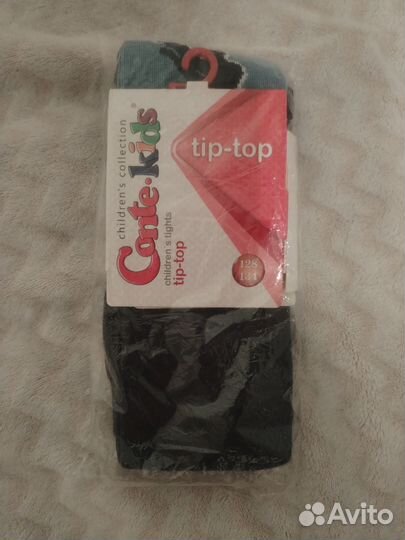 children's collection
Conte-kids®
children's tights
tip-top
tip-top
128
134
Avito